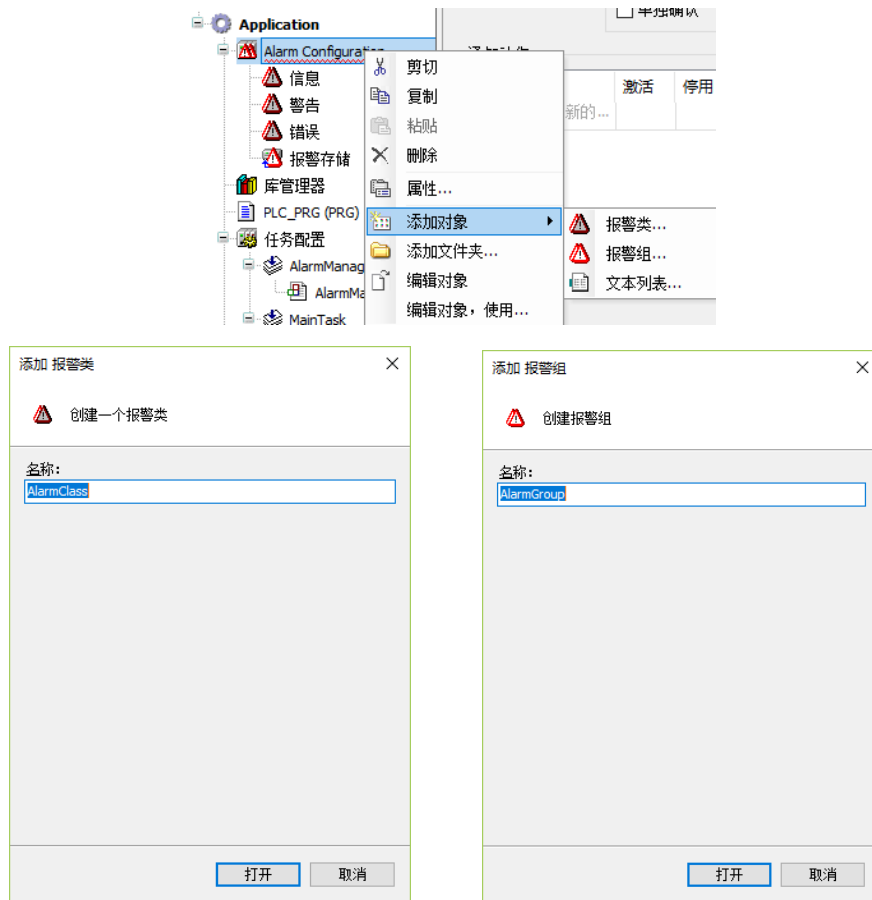 Application
单独确认
Alarm Configuration
信息
警告
错误
报警存储
库管理器
PLC_PRG (PRG)
任务配置
AlarmManag
AlarmMa
MainTask
剪切
复制
粘贴
删除
属性...
添加对象
添加文件夹...
编辑对象
编辑对象，使用...
激活 停用
新的...
报警类...
报警组...
文本列表...
添加 报警类
创建一个报警类
名称:
AlarmClass
打开 取消
添加 报警组
创建报警组
名称:
AlarmGroup
打开 取消